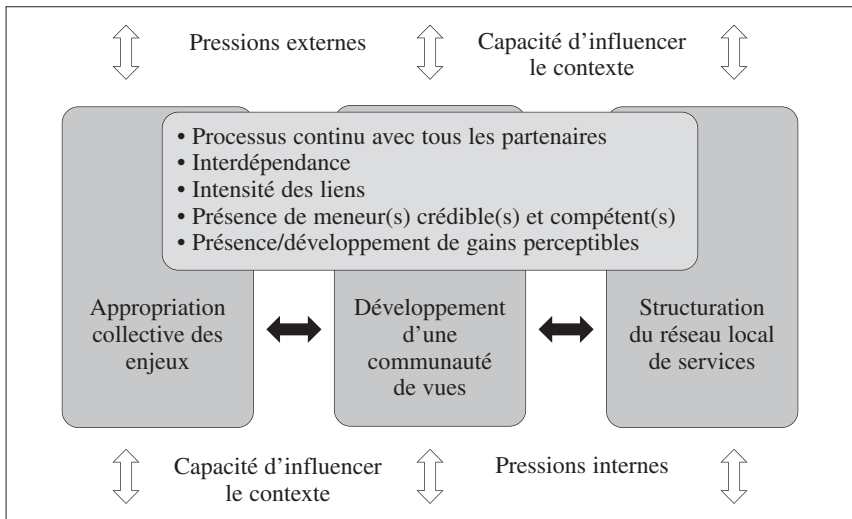 Pressions externes
Capacité d’influencer
le contexte
• Processus continu avec tous les partenaires
• Interdépendance
• Intensité des liens
• Présence de meneur(s) crédible(s) et compétent(s)
• Présence/développement de gains perceptibles
Appropriation
collective des
enjeux
Développement
d’une
communauté
de vues
Structuration
du réseau local
de services
Capacité d’influencer
le contexte
Pressions internes